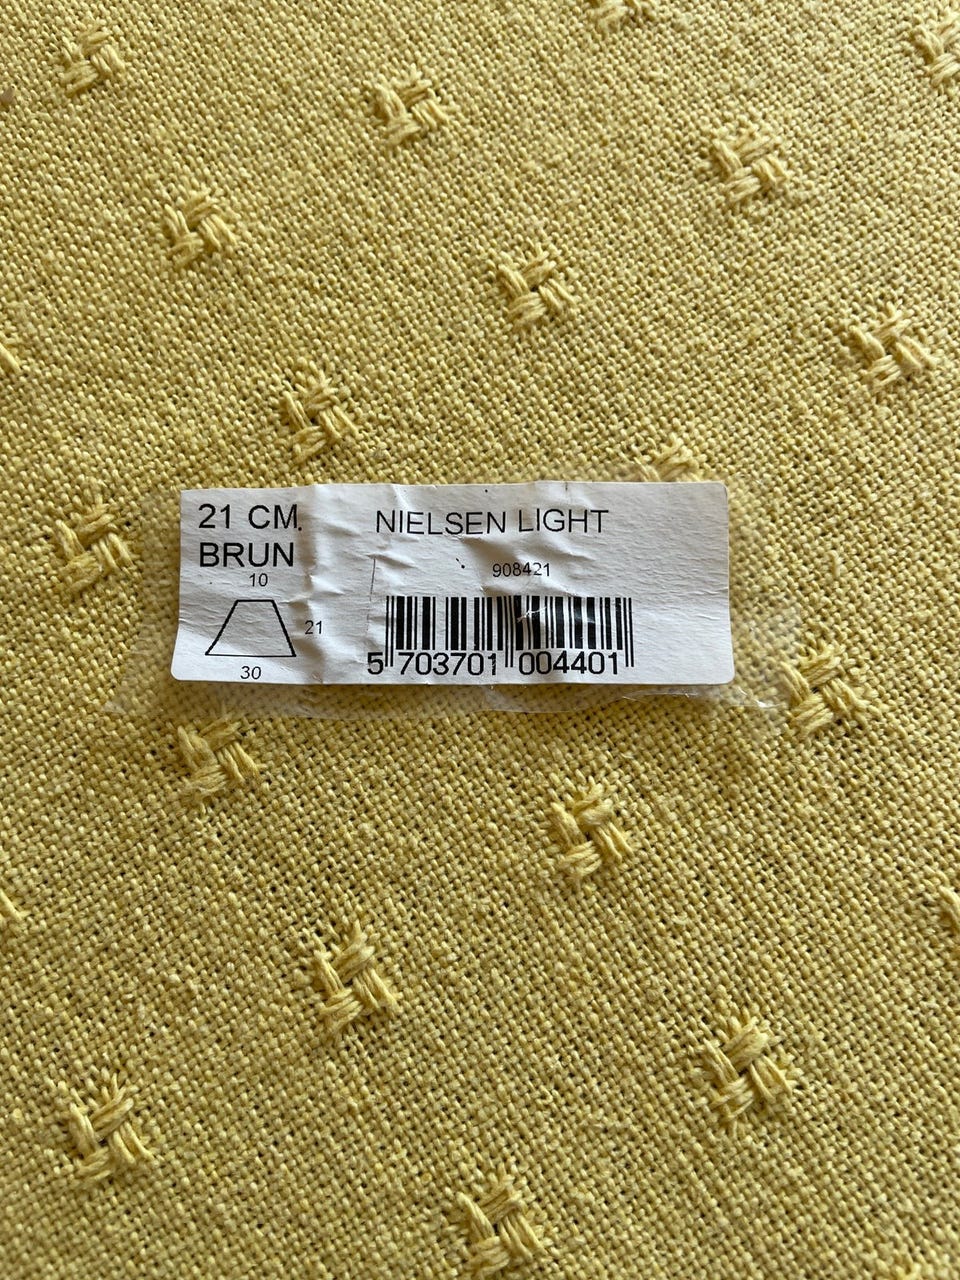 21 CM.
BRUN
10
21
30
NIELSEN LIGHT
908421
5 703701 004401